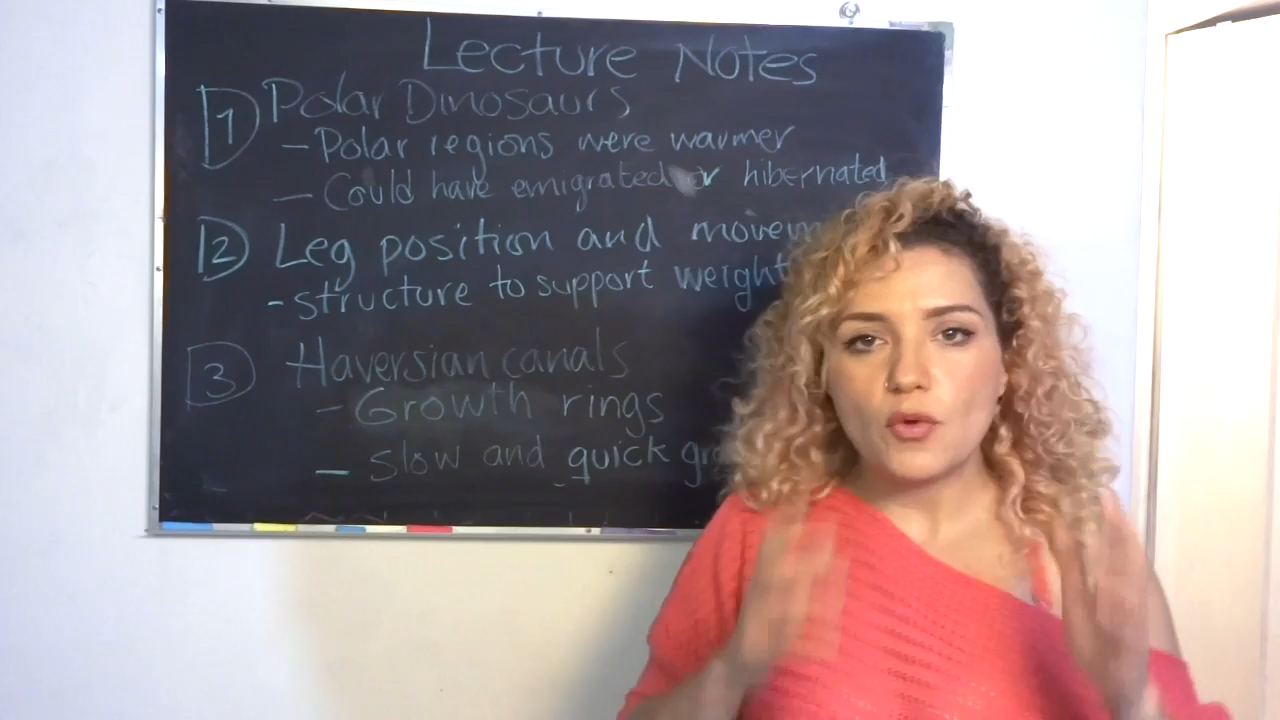 Lecture Notes
1 Polar Dinosaurs
- Polar regions were warmer
- Could have emigrated or hibernated
2 Leg position and
- structure to support weight
3 Haversian canals
- Growth rings
- slow and quick